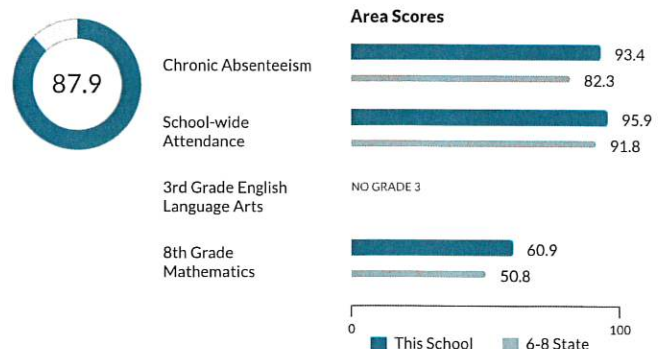 Area Scores
87.9
Chronic Absenteeism
93.4
82.3
School-wide
Attendance
95.9
91.8
3rd Grade English
Language Arts
NO GRADE 3
8th Grade
Mathematics
60.9
50.8
0
100
This School
6-8 State